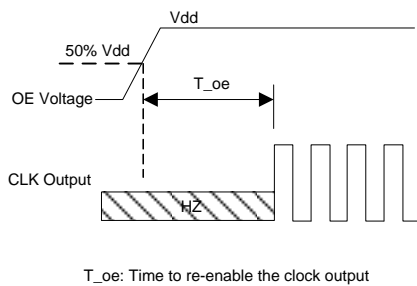 Vdd
50% Vdd
T_oe
OE Voltage
CLK Output
HZ
T_oe: Time to re-enable the clock output